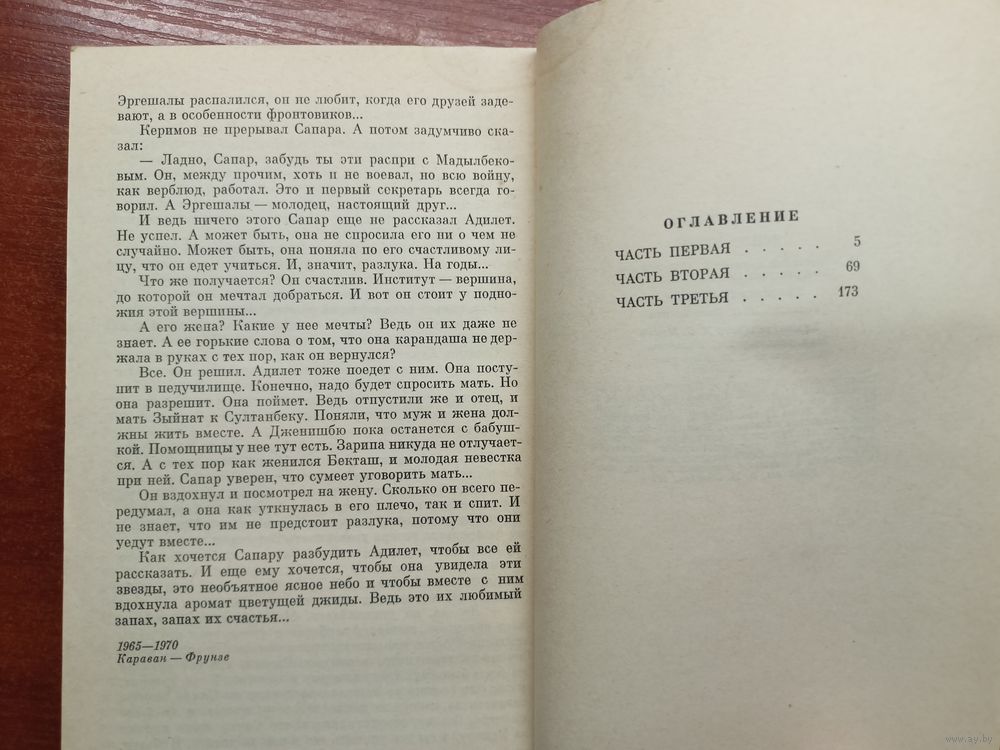 Эргешалы распалился, он не любит, когда его друзей заде-
вают, а в особенности фронтовиков...
Керимов не прерывал Сапара. А потом задумчиво ска-
зал:
— Ладно, Сапар, забудь ты эти распри с Мадылбеко-
вым. Он, между прочим, хоть и не воевал, но всю войну,
как верблюд, работал. Это и первый секретарь всегда го-
ворил. А Эргешалы — молодец, настоящий друг...
И ведь ничего этого Сапар еще не рассказал Адилет.
Не успел. А может быть, она не спросила его ни о чем не
случайно. Может быть, она поняла по его счастливому ли-
цу, что он едет учиться. И, значит, разлука. На годы...
Что же получается? Он счастлив. Институт — вершина,
до которой он мечтал добраться. И вот он стоит у подно-
жия этой вершины...
А его жена? Какие у нее мечты? Ведь он их даже не
знает. А ее горькие слова о том, что она карандаша не дер-
жала в руках с тех пор, как он вернулся?
Все. Он решил. Адилет тоже поедет с ним. Она посту-
пит в педучилище. Конечно, надо будет спросить мать. Но
она разрешит. Она поймет. Ведь отпустили же и отец, и
мать Зыйнат к Султанбеку. Поняли, что муж и жена дол-
жны жить вместе. А Дженишбю пока останется с бабуш-
кой. Помощницы у нее тут есть. Зарипа никуда не отлучает-
ся. А с тех пор как женился Бекташ, и молодая невестка
при ней. Сапар уверен, что сумеет уговорить мать...
Он вздохнул и посмотрел на жену. Сколько он всего пе-
редумал, а она как уткнулась в его плечо, так и спит. И
не знает, что им не предстоит разлука, потому что они
уедут вместе...
Как хочется Сапару разбудить Адилет, чтобы все ей
рассказать. И еще ему хочется, чтобы она увидела эти
звезды, это необъятное ясное небо и чтобы вместе с ним
вдохнула аромат цветущей джиды. Ведь это их любимый
запах, запах их счастья...
1965—1970
Караван — Фрунзе
ОГЛАВЛЕНИЕ
ЧАСТЬ ПЕРВАЯ . . . . . 5
ЧАСТЬ ВТОРАЯ . . . . . 69
ЧАСТЬ ТРЕТЬЯ . . . . . 173
www.ay.by